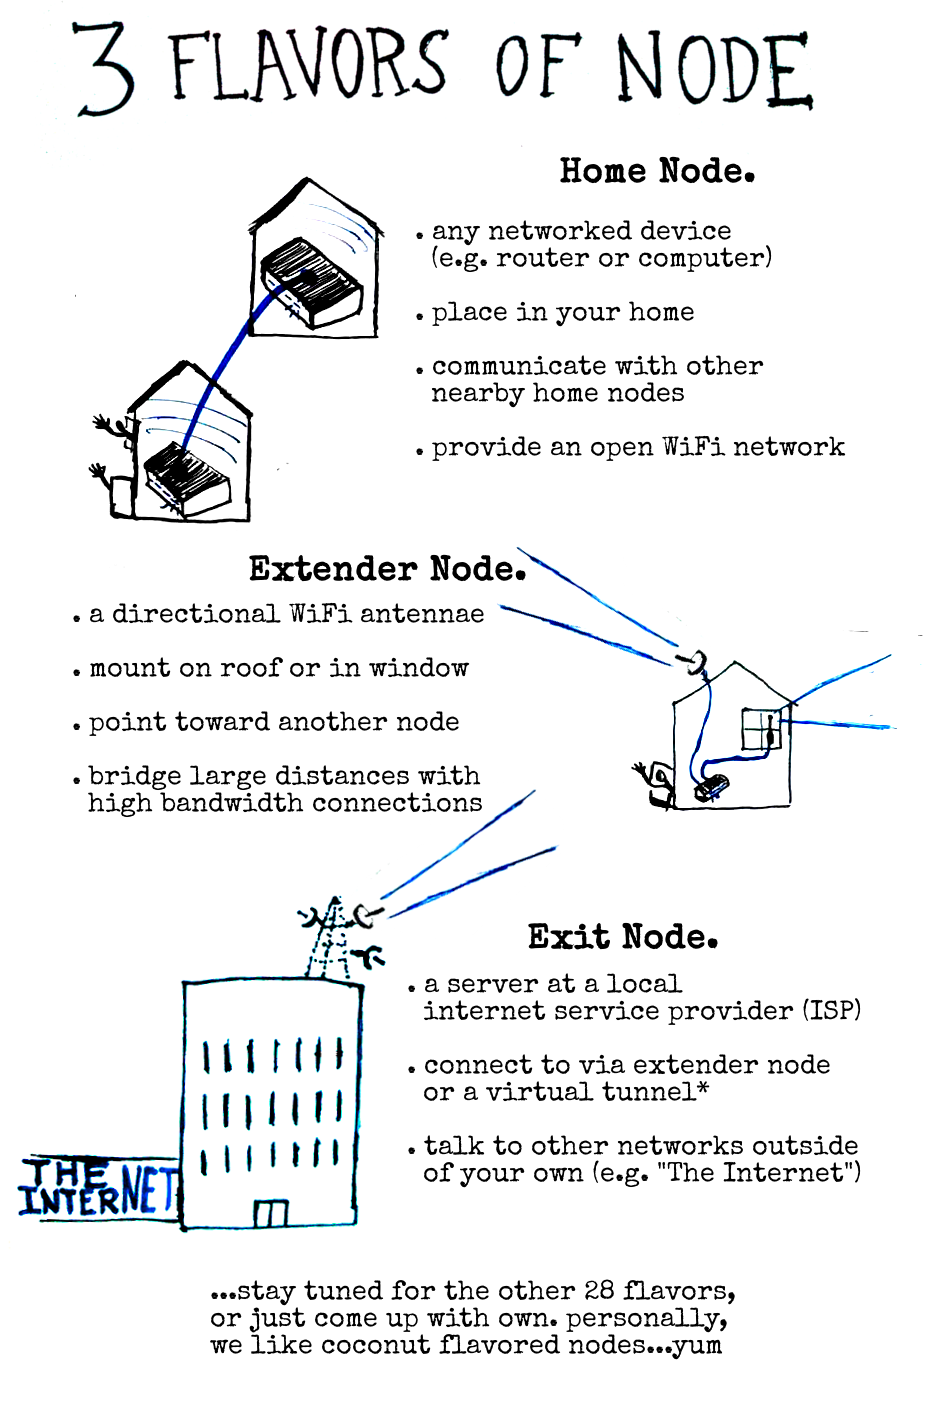 3 FLAVORS OF NODE
Home Node.
• any networked device
(e.g. router or computer)
• place in your home
• communicate with other
nearby home nodes
• provide an open WiFi network
Extender Node.
• a directional WiFi antennae
• mount on roof or in window
• point toward another node
• bridge large distances with
high bandwidth connections
Exit Node.
• a server at a local
internet service provider (ISP)
• connect to via extender node
or a virtual tunnel*
• talk to other networks outside
of your own (e.g. "The Internet")
THE
INTERNET
...stay tuned for the other 28 flavors,
or just come up with own. personally,
we like coconut flavored nodes...yum